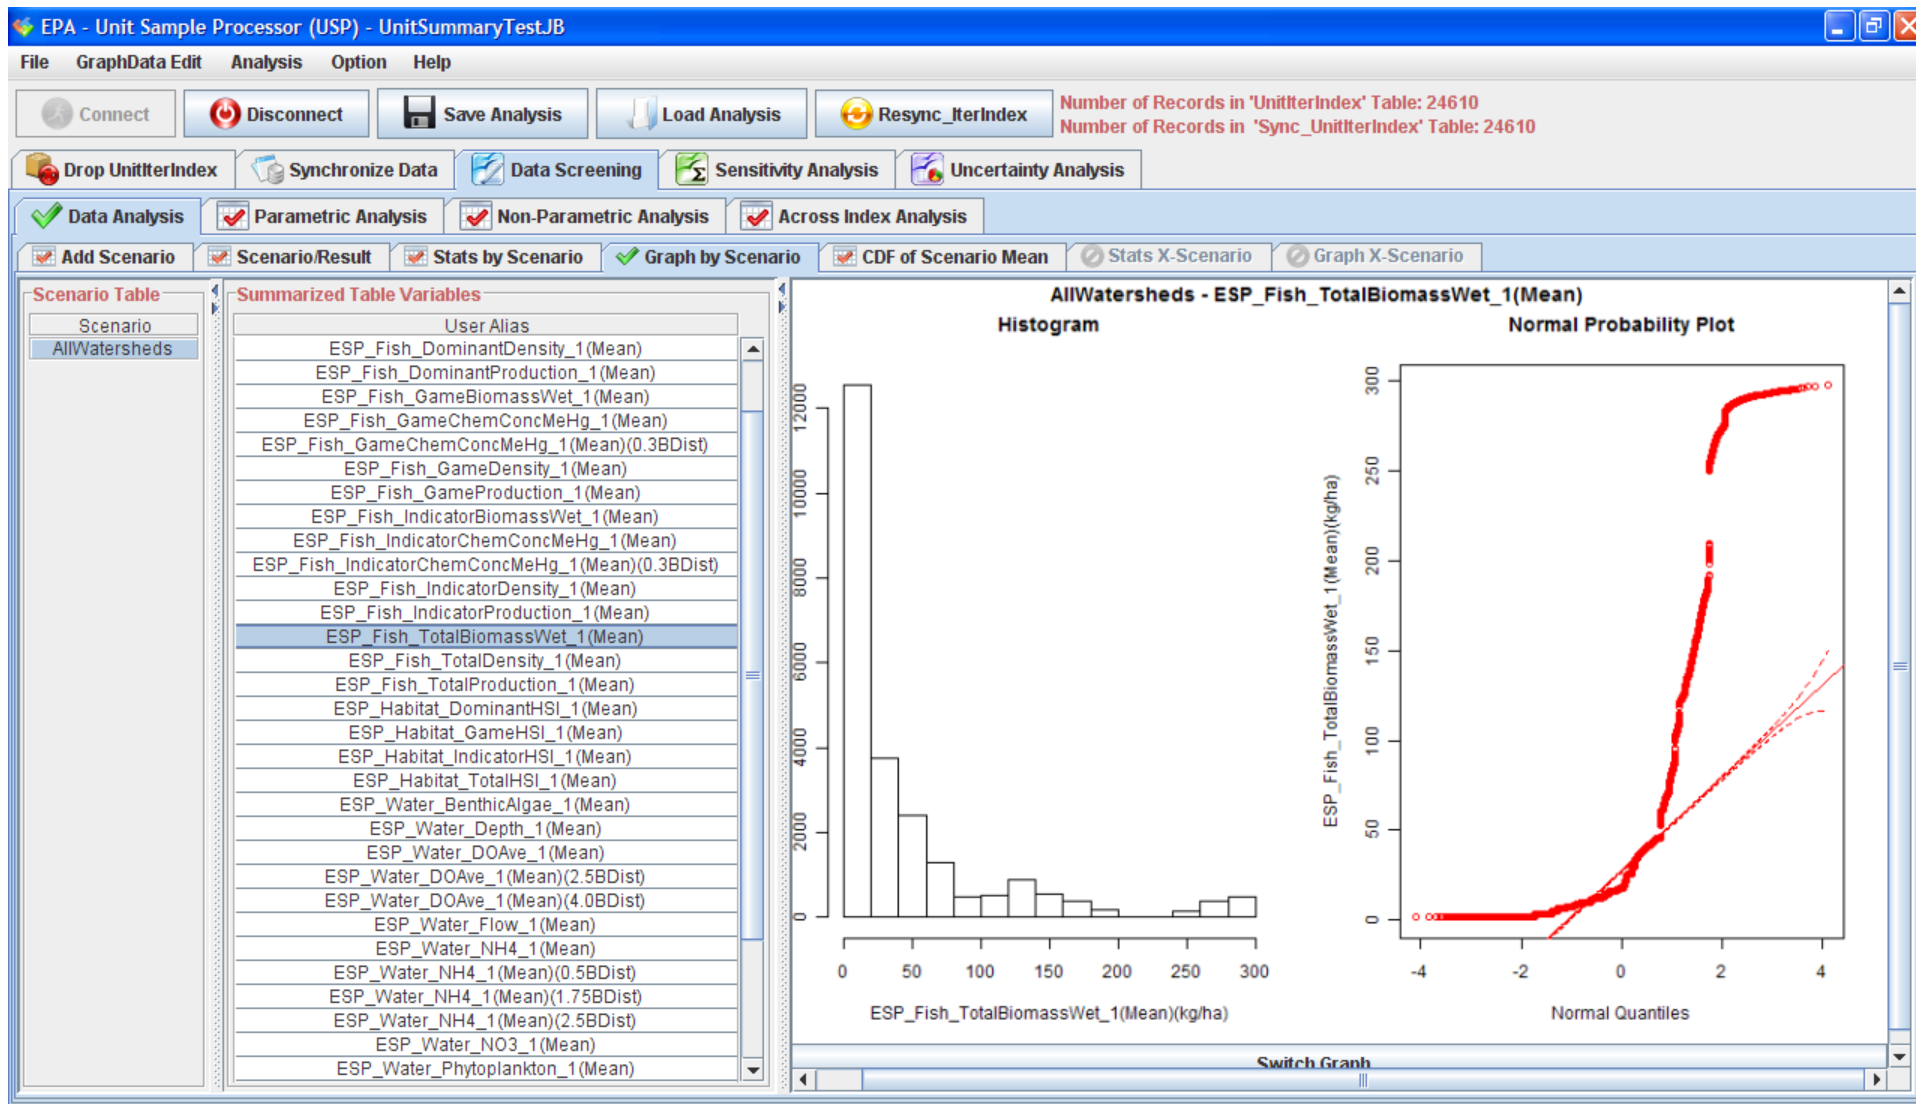 EPA - Unit Sample Processor (USP) - UnitSummaryTestJB
File GraphData Edit Analysis Option Help
Connect Disconnect Save Analysis Load Analysis Resync_IterIndex
Number of Records in 'UnitIterIndex' Table: 24610
Number of Records in 'Sync_UnitIterIndex' Table: 24610
Drop UnitIterIndex Synchronize Data Data Screening Sensitivity Analysis Uncertainty Analysis
Data Analysis Parametric Analysis Non-Parametric Analysis Across Index Analysis
Add Scenario Scenario/Result Stats by Scenario Graph by Scenario CDF of Scenario Mean Stats X-Scenario Graph X-Scenario
Scenario Table
Scenario
AllWatersheds
Summarized Table Variables
User Alias
ESP_Fish_DominantDensity_1(Mean)
ESP_Fish_DominantProduction_1(Mean)
ESP_Fish_GameBiomassWet_1(Mean)
ESP_Fish_GameChemConcMeHg_1(Mean)
ESP_Fish_GameChemConcMeHg_1(Mean)(0.3BDist)
ESP_Fish_GameDensity_1(Mean)
ESP_Fish_GameProduction_1(Mean)
ESP_Fish_IndicatorBiomassWet_1(Mean)
ESP_Fish_IndicatorChemConcMeHg_1(Mean)
ESP_Fish_IndicatorChemConcMeHg_1(Mean)(0.3BDist)
ESP_Fish_IndicatorDensity_1(Mean)
ESP_Fish_IndicatorProduction_1(Mean)
ESP_Fish_TotalBiomassWet_1(Mean)
ESP_Fish_TotalDensity_1(Mean)
ESP_Fish_TotalProduction_1(Mean)
ESP_Habitat_DominantHSI_1(Mean)
ESP_Habitat_GameHSI_1(Mean)
ESP_Habitat_IndicatorHSI_1(Mean)
ESP_Habitat_TotalHSI_1(Mean)
ESP_Water_BenthicAlgae_1(Mean)
ESP_Water_Depth_1(Mean)
ESP_Water_DOAve_1(Mean)
ESP_Water_DOAve_1(Mean)(2.5BDist)
ESP_Water_DOAve_1(Mean)(4.0BDist)
ESP_Water_Flow_1(Mean)
ESP_Water_NH4_1(Mean)
ESP_Water_NH4_1(Mean)(0.5BDist)
ESP_Water_NH4_1(Mean)(1.75BDist)
ESP_Water_NH4_1(Mean)(2.5BDist)
ESP_Water_NO3_1(Mean)
ESP_Water_Phytoplankton_1(Mean)
AllWatersheds - ESP_Fish_TotalBiomassWet_1(Mean)
Histogram
12000
10000
8000
6000
4000
2000
0
0 50 100 150 200 250 300
ESP_Fish_TotalBiomassWet_1(Mean)(kg/ha)
Normal Probability Plot
ESP_Fish_TotalBiomassWet_1(Mean)(kg/ha)
300
250
200
150
100
50
0
-4 -2 0 2 4
Normal Quantiles
Switch Graph